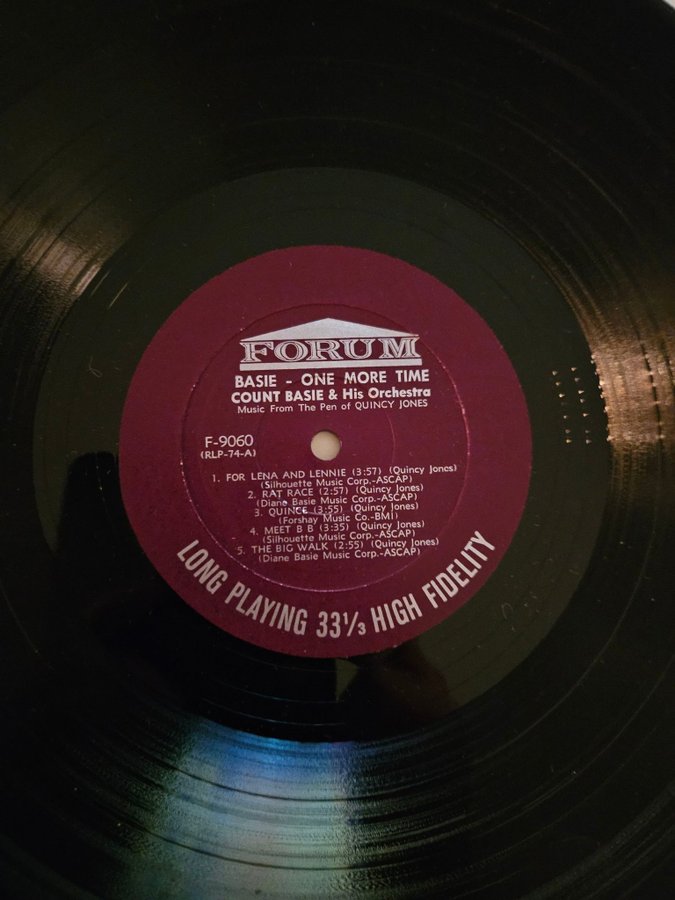 FORUM
BASIE - ONE MORE TIME
COUNT BASIE & His Orchestra
Music From The Pen of QUINCY JONES
F-9060
(RLP-74-A)
1. FOR LENA AND LENNIE (3:57) (Quincy Jones)
(Silhouette Music Corp.-ASCAP)
2. RAT RACE (2:57) (Quincy Jones)
(Diane Basie Music Corp.-ASCAP)
3. QUINCE (3:55) (Quincy Jones)
(Forshay Music Co.-BMI)
4. MEET B B (3:35) (Quincy Jones)
(Silhouette Music Corp.-ASCAP)
5. THE BIG WALK (2:55) (Quincy Jones)
(Diane Basie Music Corp.-ASCAP)
LONG PLAYING 33⅓ HIGH FIDELITY